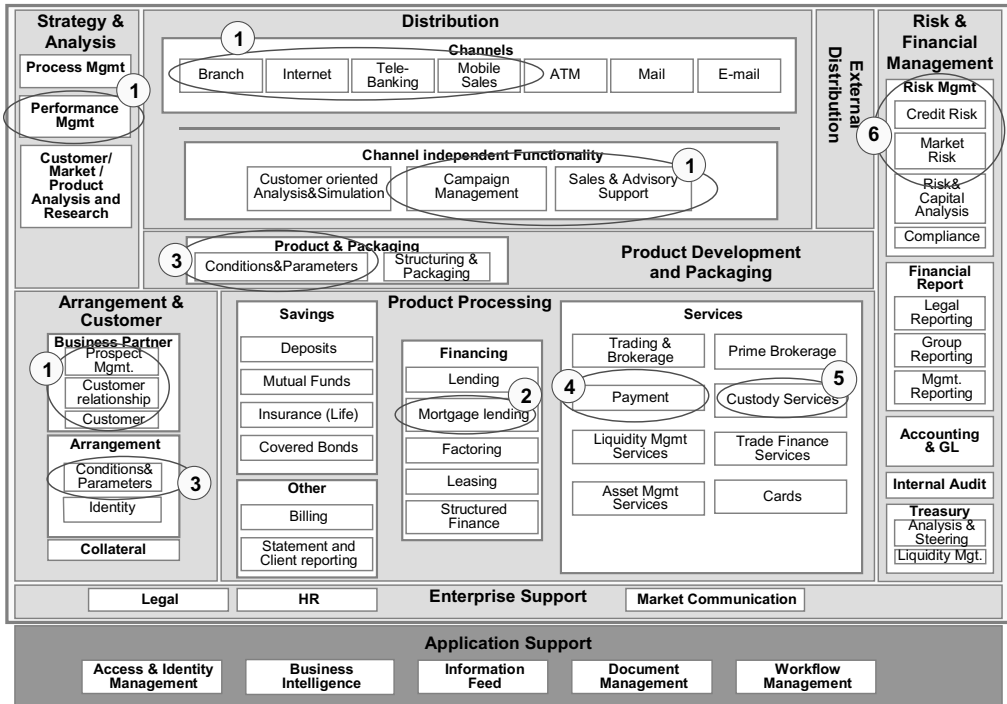 Strategy &
Analysis
Process Mgmt
1
Performance
Mgmt
Customer/
Market /
Product
Analysis and
Research
Distribution
1
Channels
Branch
Internet
Tele-
Banking
Mobile
Sales
ATM
Mail
E-mail
Channel independent Functionality
Customer oriented
Analysis&Simulation
Campaign
Management
1
Sales & Advisory
Support
External
Distribution
Risk &
Financial
Management
Risk Mgmt
Credit Risk
6
Market
Risk
Risk&
Capital
Analysis
Compliance
Financial
Report
Legal
Reporting
Group
Reporting
Mgmt.
Reporting
Accounting
& GL
Internal Audit
Treasury
Analysis &
Steering
Liquidity Mgt.
Product & Packaging
3
Conditions&Parameters
Structuring &
Packaging
Product Development
and Packaging
Arrangement &
Customer
Business Partner
1
Prospect
Mgmt.
Customer
relationship
Customer
Arrangement
Conditions&
Parameters
3
Identity
Collateral
Product Processing
Savings
Deposits
Mutual Funds
Insurance (Life)
Covered Bonds
Other
Billing
Statement and
Client reporting
Financing
Lending
2
Mortgage lending
Factoring
Leasing
Structured
Finance
Services
Trading &
Brokerage
Prime Brokerage
4
Payment
5
Custody Services
Liquidity Mgmt
Services
Trade Finance
Services
Asset Mgmt
Services
Cards
Legal
HR
Enterprise Support
Market Communication
Application Support
Access & Identity
Management
Business
Intelligence
Information
Feed
Document
Management
Workflow
Management